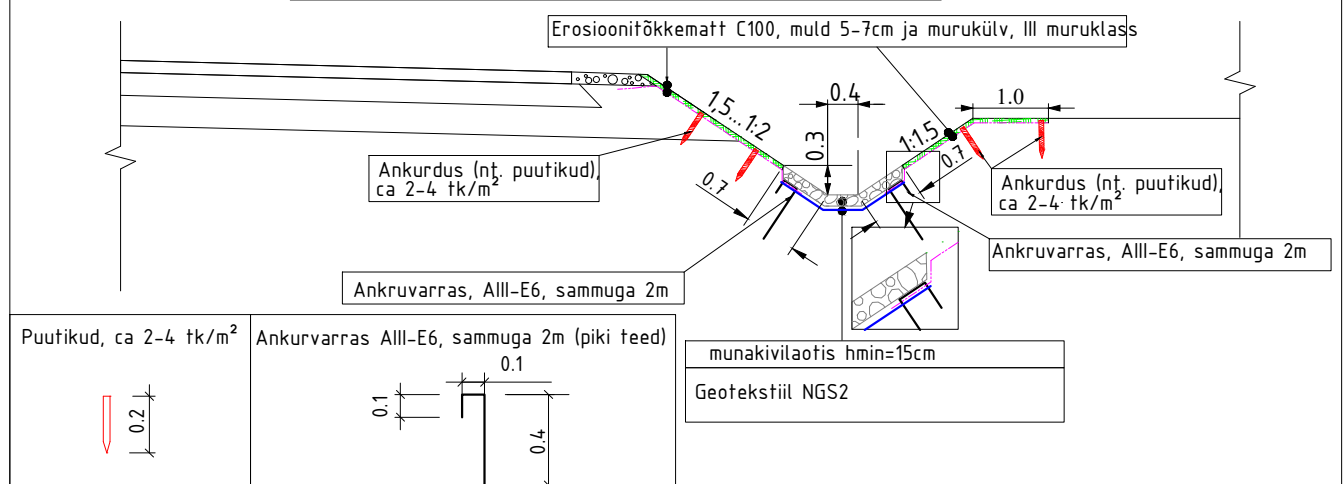 Erosioonitõkkematt C100, muld 5-7cm ja murukülv, III muruklass
1,5...1:2
0.4
0.3
1:1.5
1.0
0.7
0.7
Ankurdus (nt. puutikud),
ca 2-4 tk/m²
Ankurdus (nt. puutikud),
ca 2-4 tk/m²
Ankruvarras, AIII-E6, sammuga 2m
Ankruvarras, AIII-E6, sammuga 2m
Puutikud, ca 2-4 tk/m²
0.2
Ankurvarras AIII-E6, sammuga 2m (piki teed)
0.1
0.1
0.4
munakivilaotis hmin=15cm
Geotekstiil NGS2